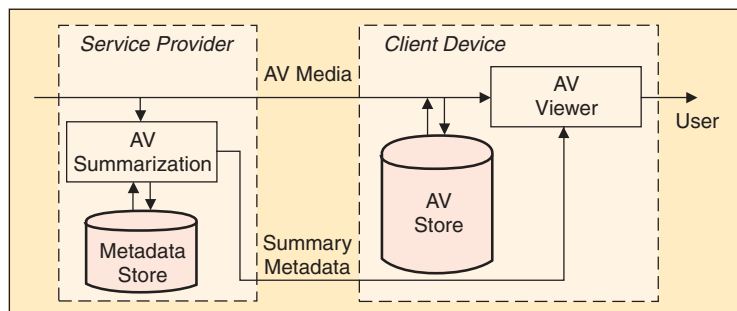 Service Provider
Client Device
AV Media
AV
Viewer
User
AV
Summarization
AV
Store
Metadata
Store
Summary
Metadata